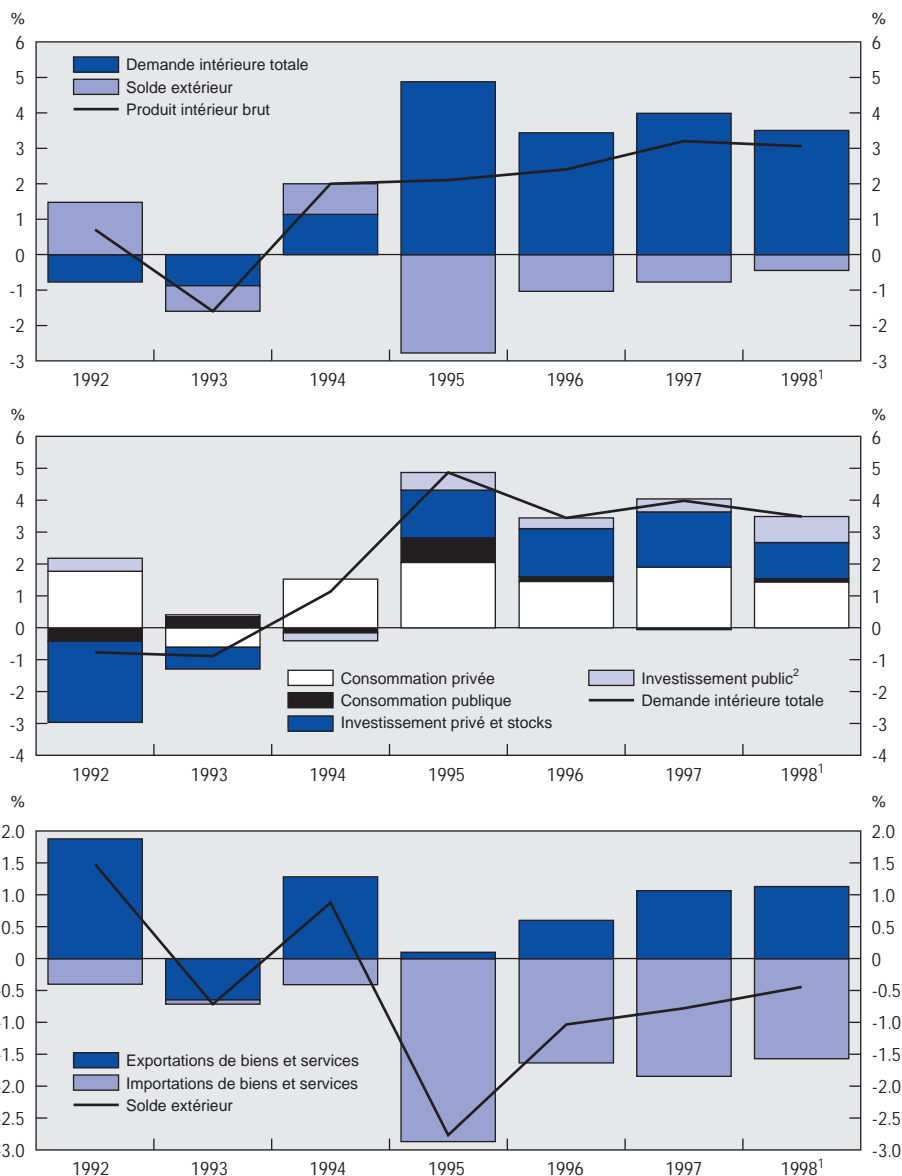 % %
6 6
5 5
4 4
3 3
2 2
1 1
0 0
-1 -1
-2 -2
-3 -3
Demande intérieure totale
Solde extérieur
Produit intérieur brut
1992 1993 1994 1995 1996 1997 1998¹
% %
6 6
5 5
4 4
3 3
2 2
1 1
0 0
-1 -1
-2 -2
-3 -3
-4 -4
Consommation privée
Consommation publique
Investissement privé et stocks
Investissement public²
Demande intérieure totale
1992 1993 1994 1995 1996 1997 1998¹
% %
2.0 2.0
1.5 1.5
1.0 1.0
0.5 0.5
0 0
-0.5 -0.5
-1.0 -1.0
-1.5 -1.5
-2.0 -2.0
-2.5 -2.5
-3.0 -3.0
Exportations de biens et services
Importations de biens et services
Solde extérieur
1992 1993 1994 1995 1996 1997 1998¹